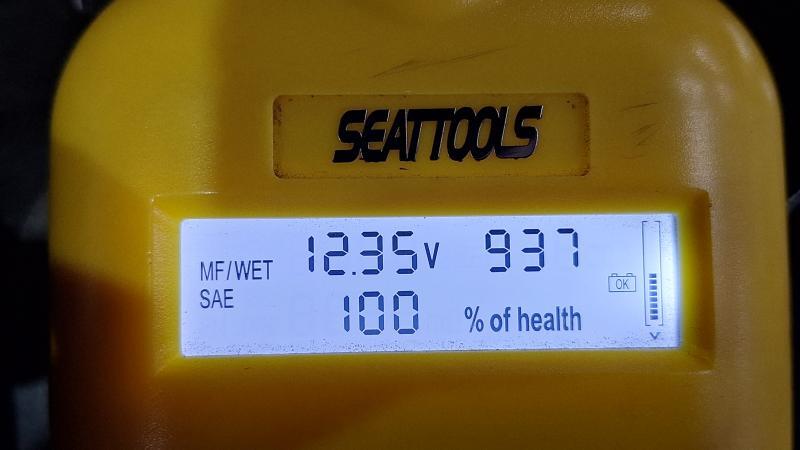 SEATTOOLS
MF/WET 12.35V 937
SAE 100 % of health
OK